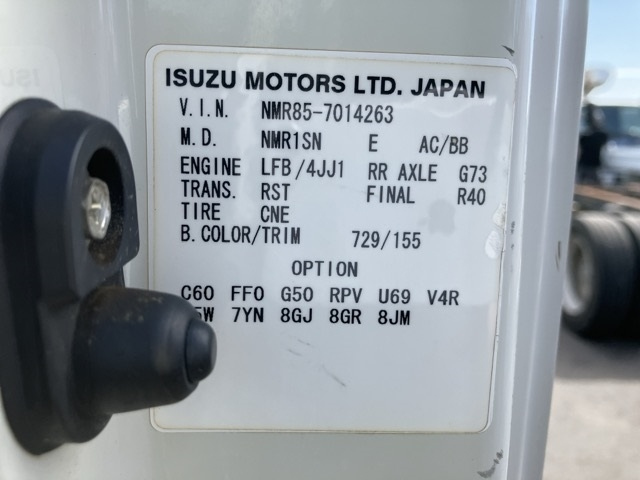 ISUZU MOTORS LTD. JAPAN
V.I.N. NMR85-7014263
M.D. NMR1SN E AC/BB
ENGINE LFB/4JJ1 RR AXLE G73
TRANS. RST FINAL R40
TIRE CNE
B.COLOR/TRIM 729/155
OPTION
C60 FF0 G50 RPV U69 V4R
7YN 8GJ 8GR 8JM